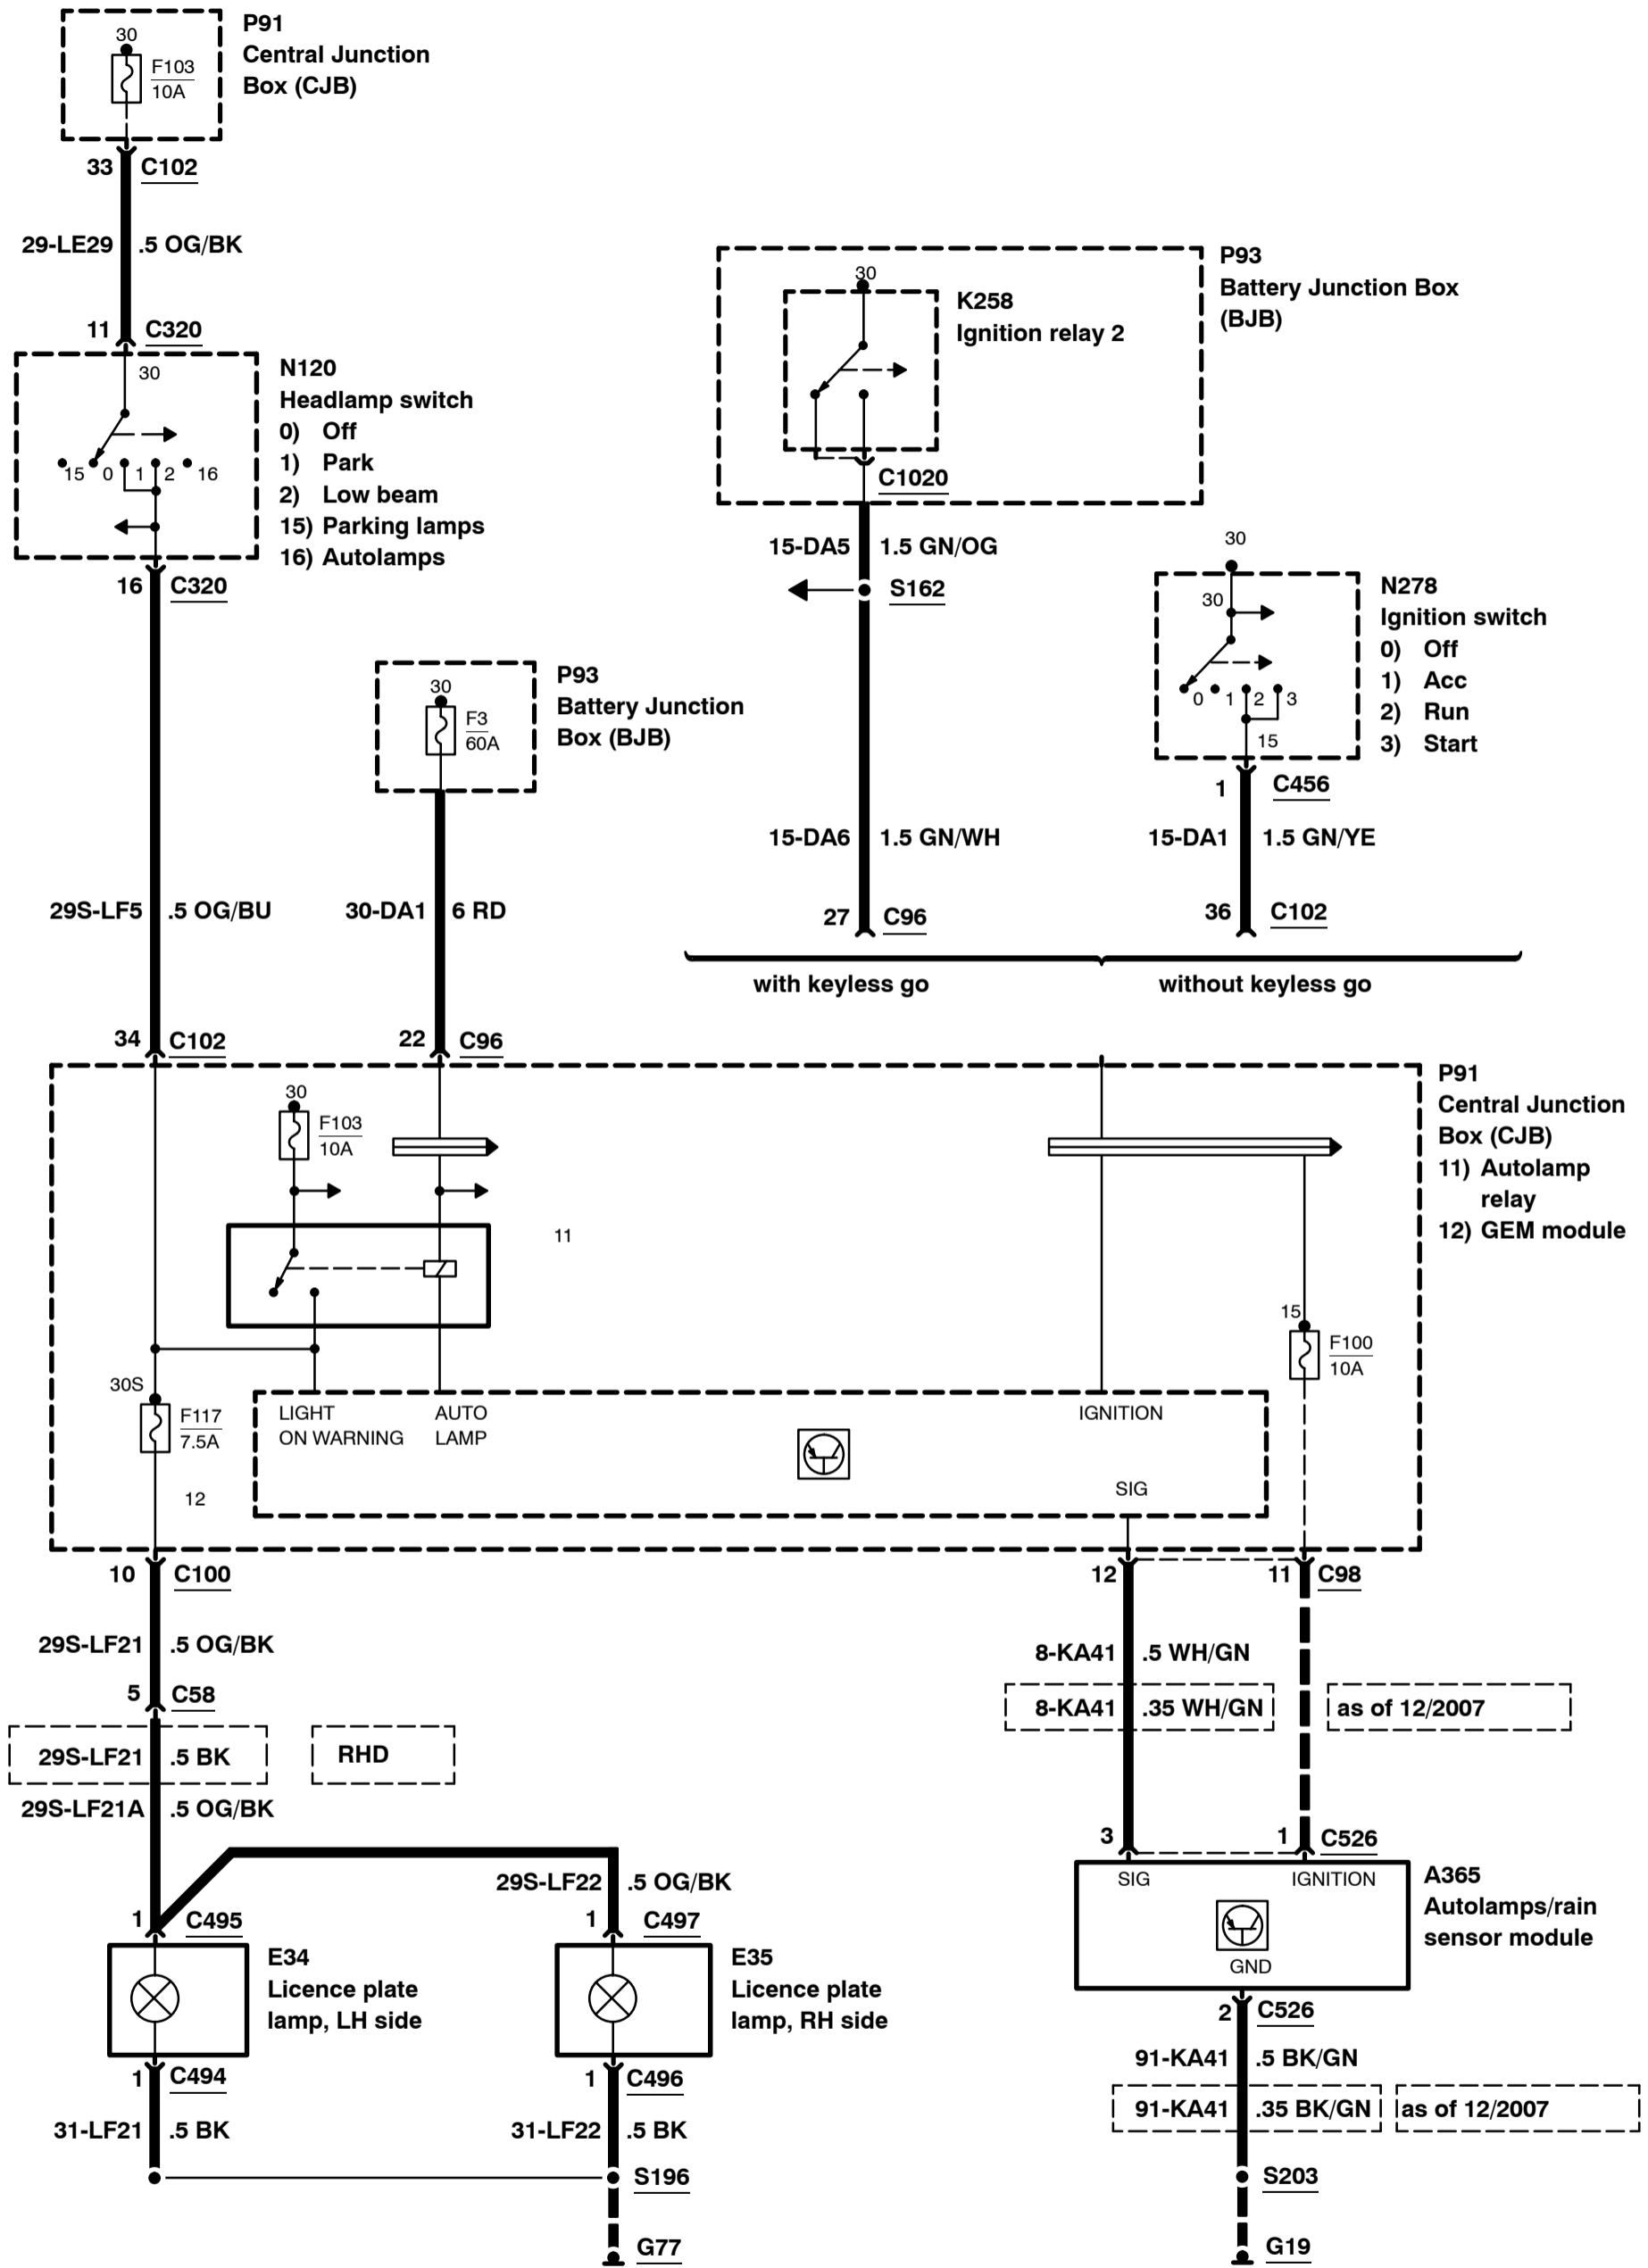 P91
Central Junction
Box (CJB)
30
F103
10A
33 C102
29-LE29 .5 OG/BK
11 C320
30
15 0 1 2 16
N120
Headlamp switch
0) Off
1) Park
2) Low beam
15) Parking lamps
16) Autolamps
16 C320
29S-LF5 .5 OG/BU
34 C102
P93
Battery Junction
Box (BJB)
30
F3
60A
30-DA1 6 RD
22 C96
P93
Battery Junction Box
(BJB)
30
K258
Ignition relay 2
C1020
15-DA5 1.5 GN/OG
S162
15-DA6 1.5 GN/WH
27 C96
with keyless go
30
30
0 1 2 3
15
N278
Ignition switch
0) Off
1) Acc
2) Run
3) Start
1 C456
15-DA1 1.5 GN/YE
36 C102
without keyless go
P91
Central Junction
Box (CJB)
11) Autolamp
relay
12) GEM module
30
F103
10A
11
15
F100
10A
30S
F117
7.5A
12
LIGHT
ON WARNING
AUTO
LAMP
IGNITION
SIG
10 C100
29S-LF21 .5 OG/BK
5 C58
29S-LF21 .5 BK
RHD
29S-LF21A .5 OG/BK
29S-LF22 .5 OG/BK
1 C495
1 C497
E34
Licence plate
lamp, LH side
E35
Licence plate
lamp, RH side
1 C494
1 C496
31-LF21 .5 BK
31-LF22 .5 BK
S196
G77
12 11 C98
8-KA41 .5 WH/GN
8-KA41 .35 WH/GN
as of 12/2007
3 1 C526
SIG IGNITION
GND
A365
Autolamps/rain
sensor module
2 C526
91-KA41 .5 BK/GN
91-KA41 .35 BK/GN
as of 12/2007
S203
G19